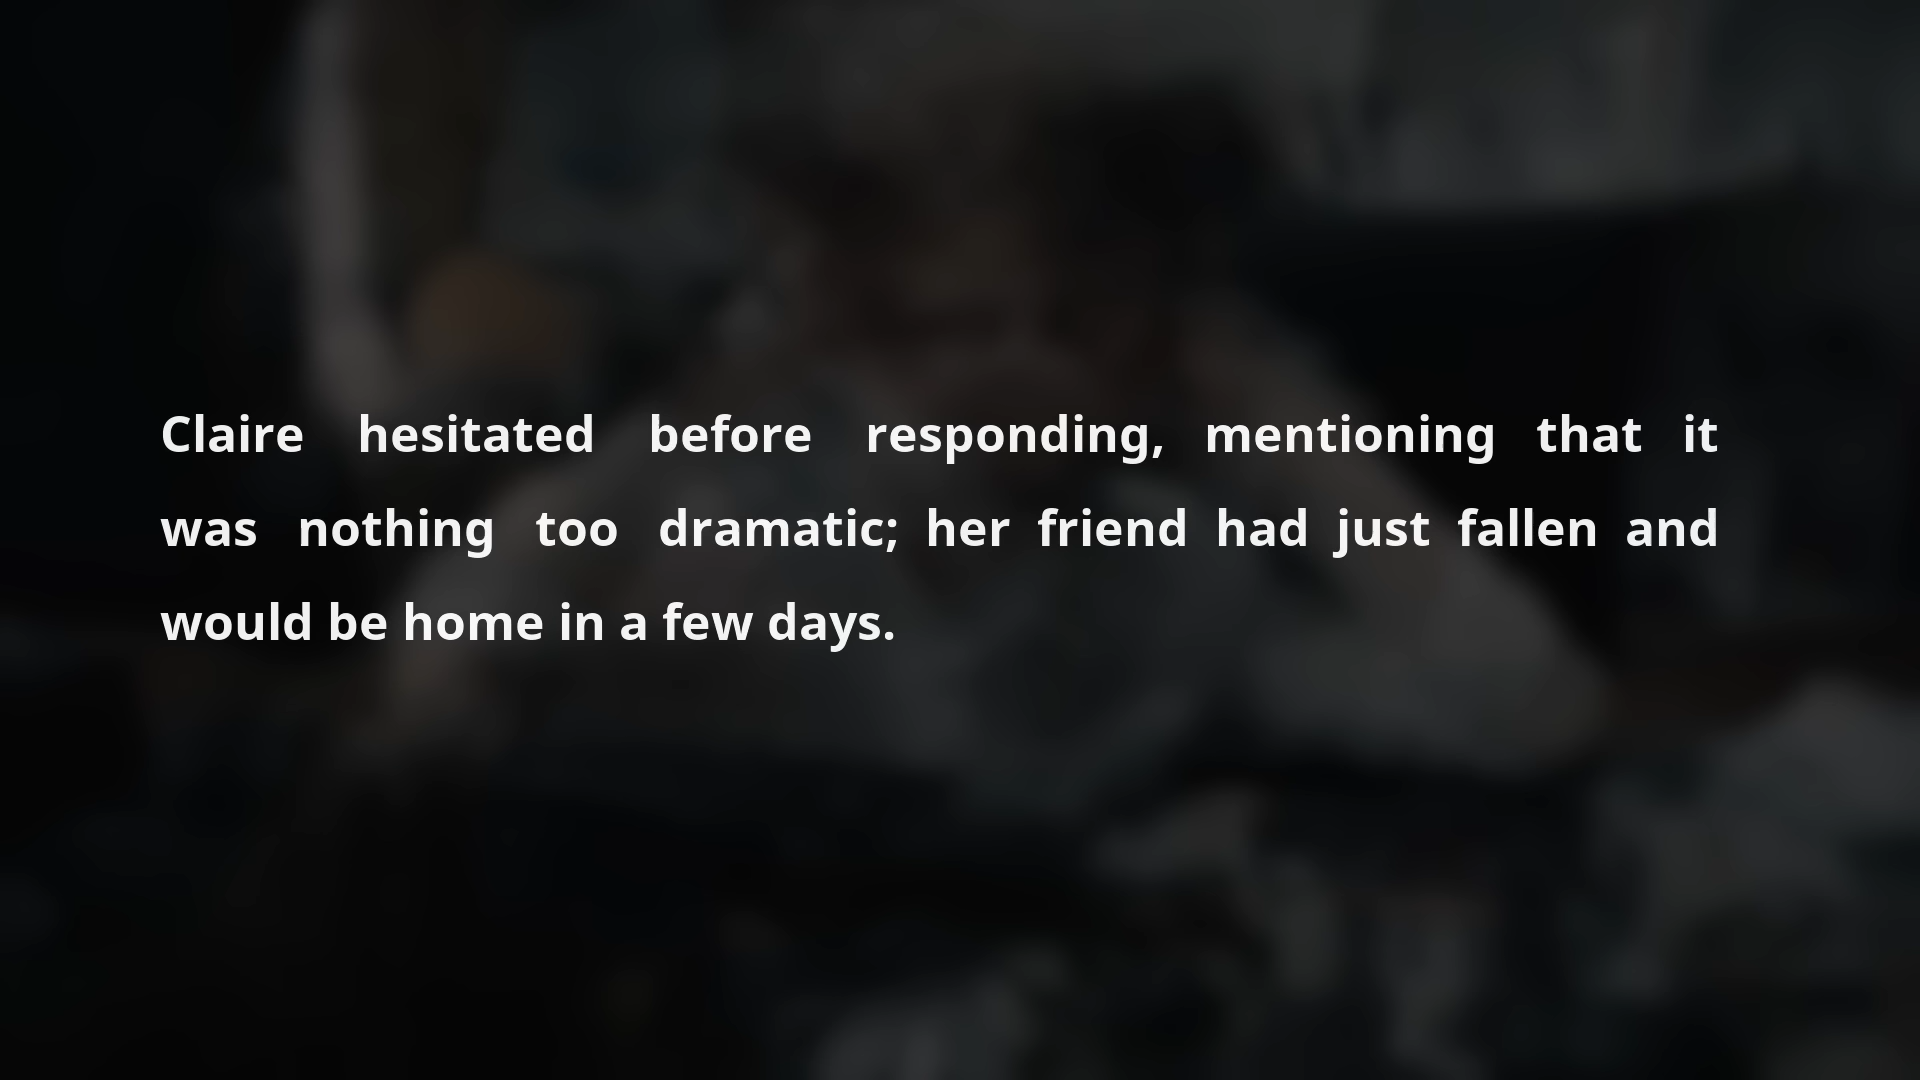 Claire hesitated before responding, mentioning that it
was nothing too dramatic; her friend had just fallen and
would be home in a few days.